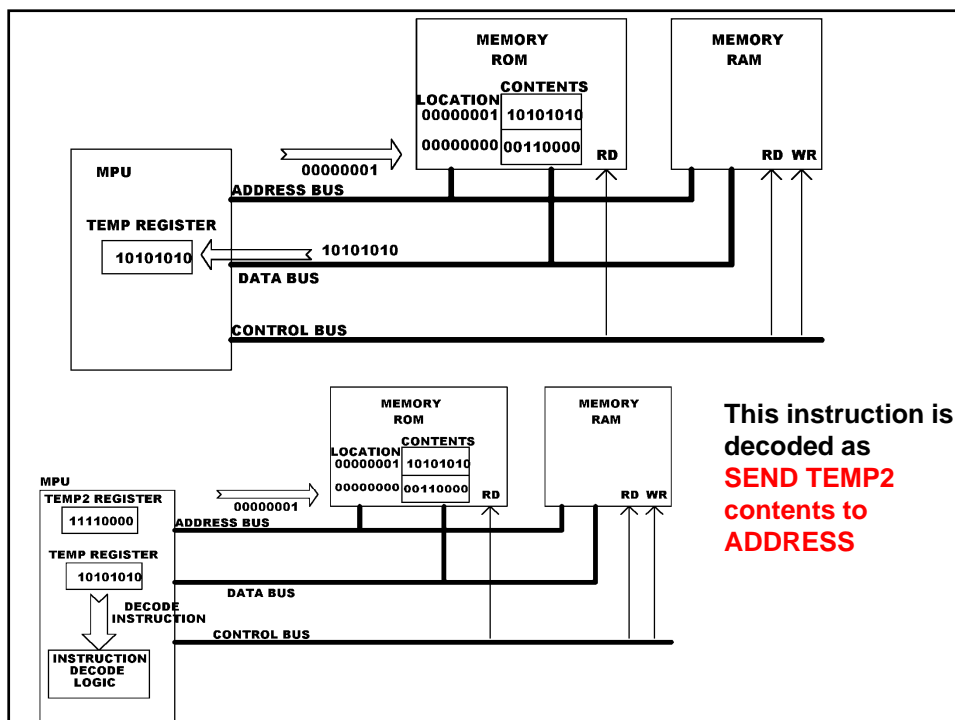 MEMORY
ROM
MEMORY
RAM
CONTENTS
LOCATION
00000001 10101010
00000000 00110000
RD
RD WR
MPU
00000001
ADDRESS BUS
TEMP REGISTER
10101010
10101010
DATA BUS
CONTROL BUS
MEMORY
ROM
MEMORY
RAM
CONTENTS
LOCATION
00000001 10101010
00000000 00110000
RD
RD WR
MPU
TEMP2 REGISTER
11110000
00000001
ADDRESS BUS
TEMP REGISTER
10101010
DATA BUS
DECODE
INSTRUCTION
CONTROL BUS
INSTRUCTION
DECODE
LOGIC
This instruction is
decoded as
SEND TEMP2
contents to
ADDRESS